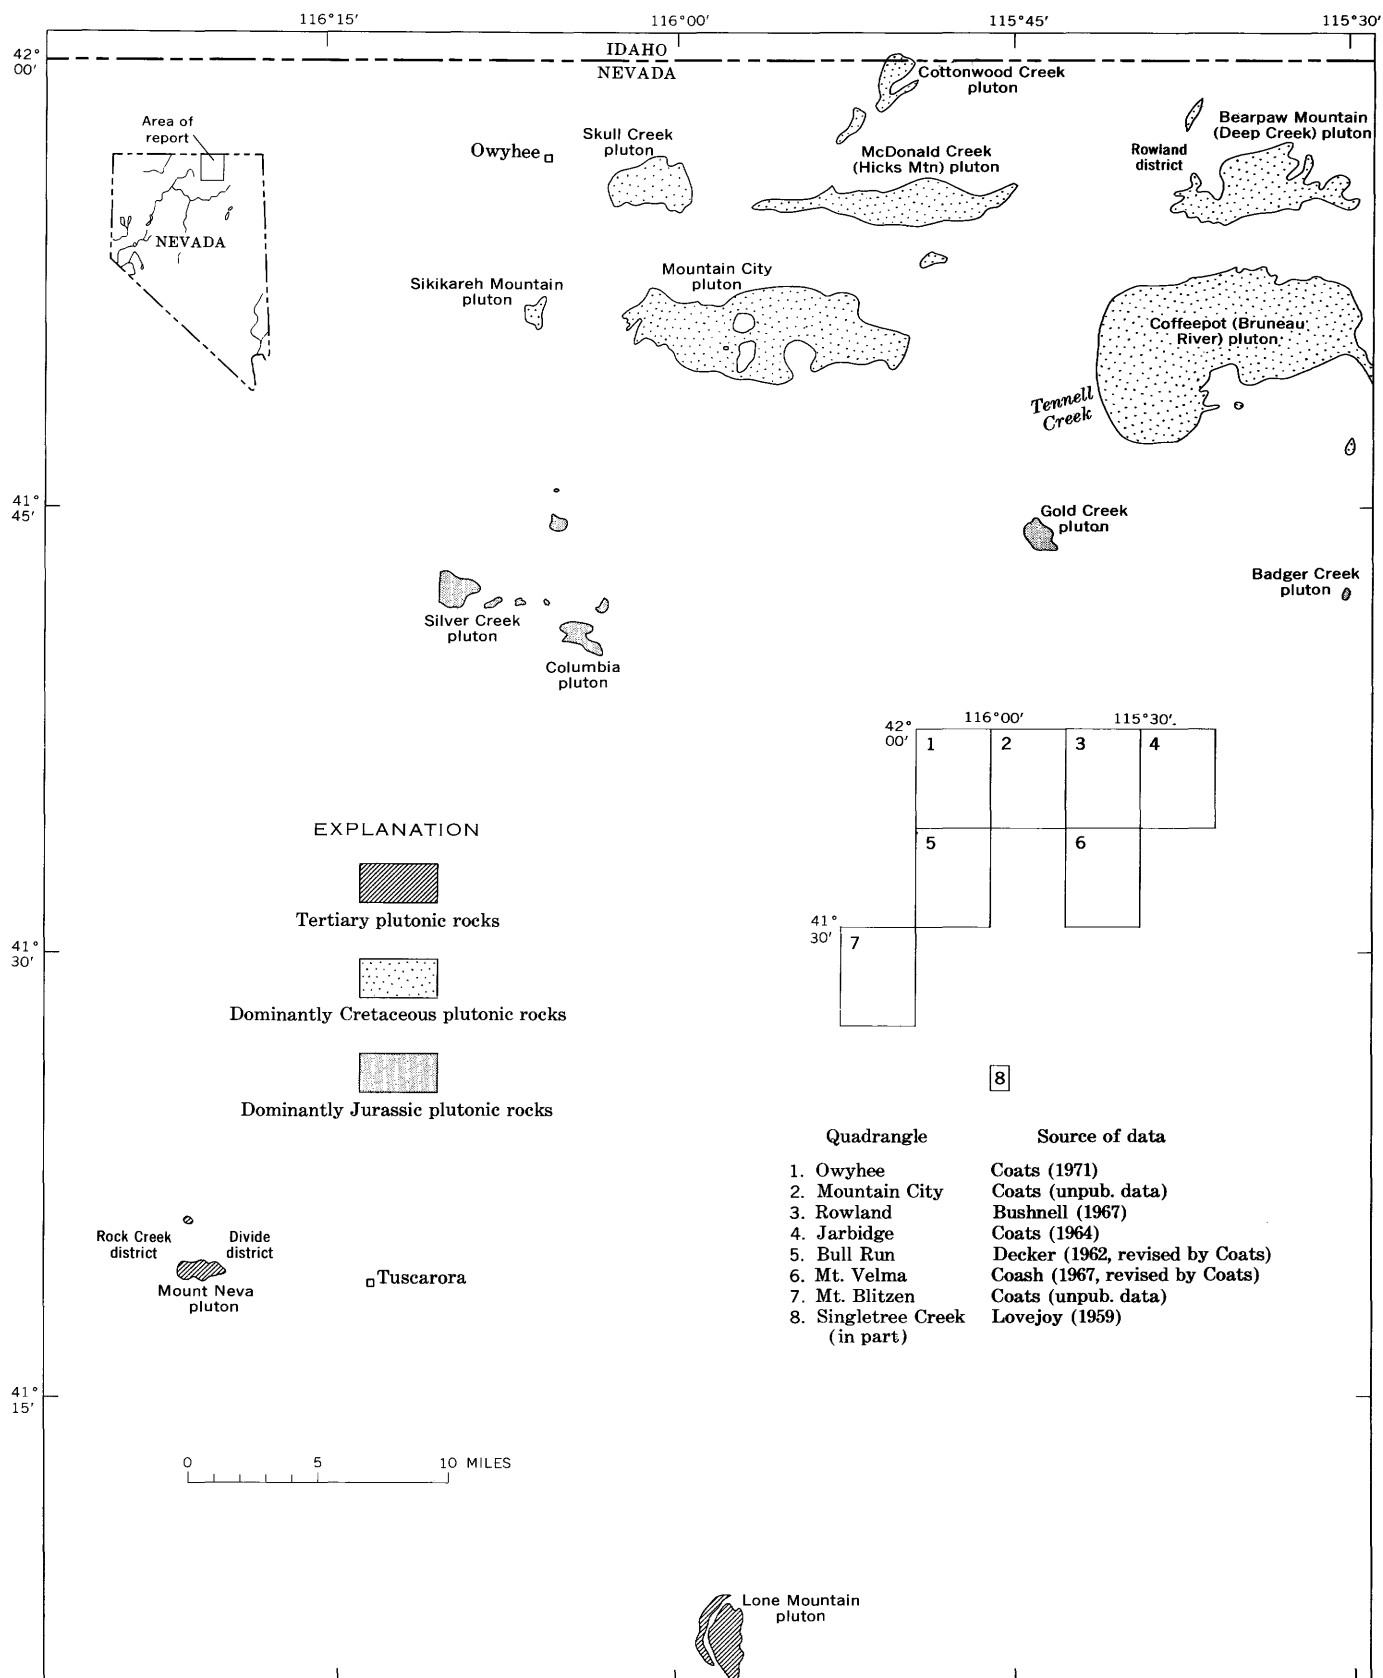 116°15′
116°00′
115°45′
115°30′
42°
00′
IDAHO
NEVADA
Cottonwood Creek
pluton
Area of
report
NEVADA
Owyhee
Skull Creek
pluton
McDonald Creek
(Hicks Mtn) pluton
Rowland
district
Bearpaw Mountain
(Deep Creek) pluton
Sikikareh Mountain
pluton
Mountain City
pluton
Coffeepot (Bruneau
River) pluton
Tennell
Creek
41°
45′
Gold Creek
pluton
Badger Creek
pluton
Silver Creek
pluton
Columbia
pluton
42°
00′
116°00′
115°30′
1
2
3
4
5
6
41°
30′
7
8
EXPLANATION
Tertiary plutonic rocks
Dominantly Cretaceous plutonic rocks
Dominantly Jurassic plutonic rocks
41°
30′
Quadrangle Source of data
1. Owyhee Coats (1971)
2. Mountain City Coats (unpub. data)
3. Rowland Bushnell (1967)
4. Jarbidge Coats (1964)
5. Bull Run Decker (1962, revised by Coats)
6. Mt. Velma Coash (1967, revised by Coats)
7. Mt. Blitzen Coats (unpub. data)
8. Singletree Creek Lovejoy (1959)
(in part)
Rock Creek
district
Divide
district
Mount Neva
pluton
Tuscarora
41°
15′
0 5 10 MILES
Lone Mountain
pluton